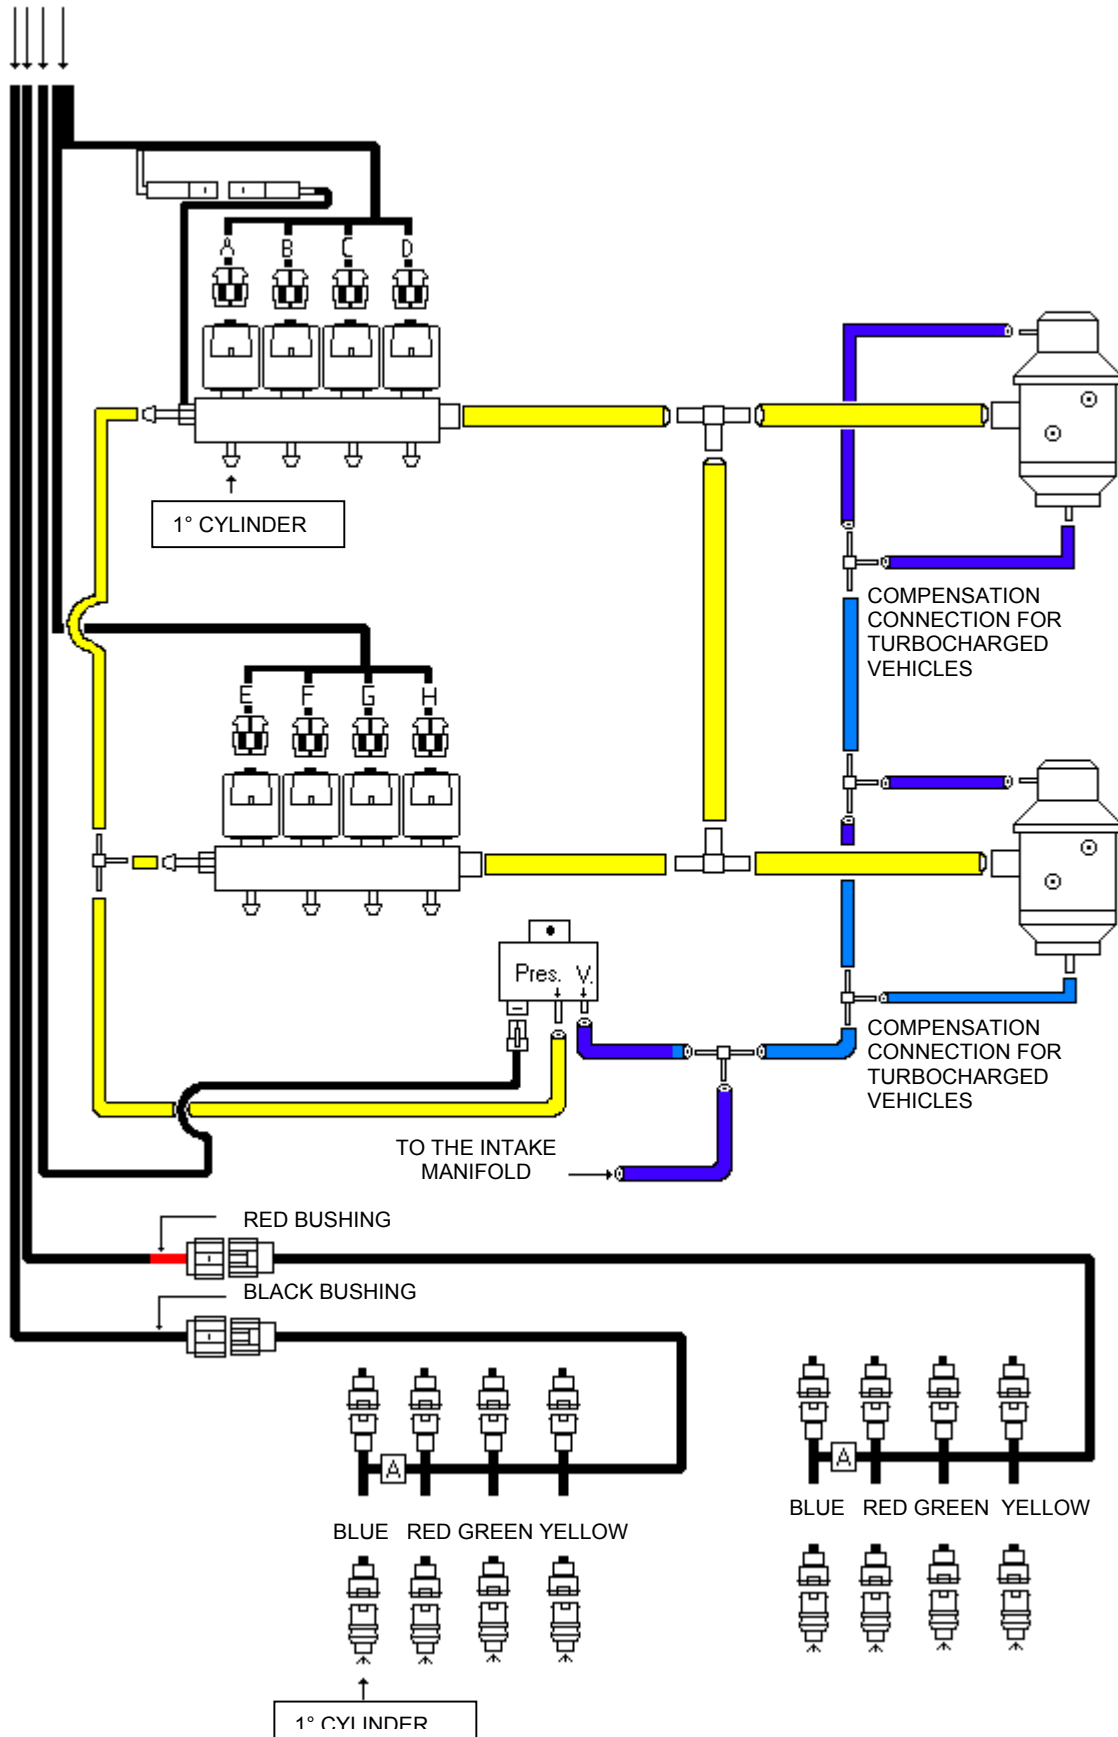 A B C D
1° CYLINDER
COMPENSATION
CONNECTION FOR
TURBOCHARGED
VEHICLES
E F G H
Pres. V.
COMPENSATION
CONNECTION FOR
TURBOCHARGED
VEHICLES
TO THE INTAKE
MANIFOLD
RED BUSHING
BLACK BUSHING
A
A
BLUE RED GREEN YELLOW
BLUE RED GREEN YELLOW
1° CYLINDER